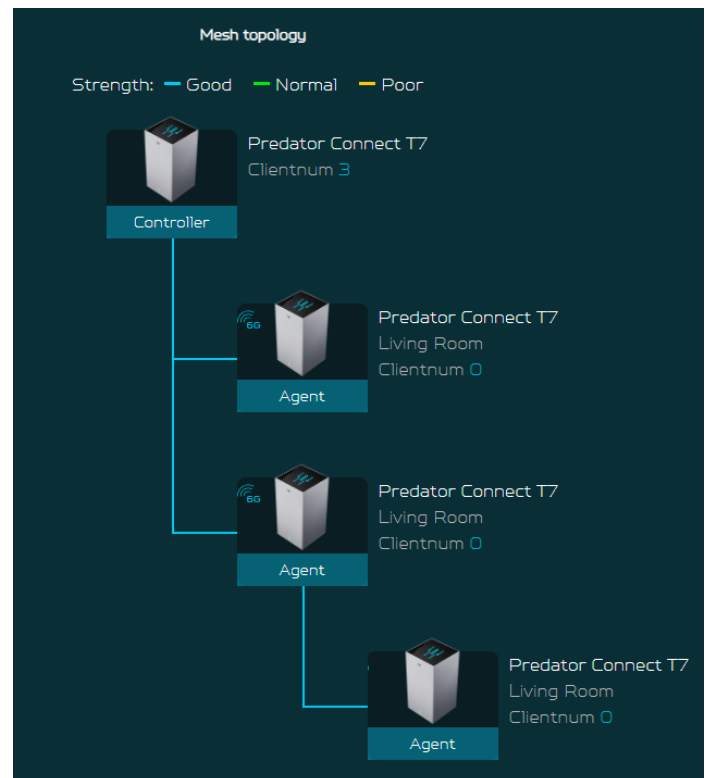 Mesh topology
Strength: Good Normal Poor
Predator Connect T7
Clientnum 3
Controller
6G
Predator Connect T7
Living Room
Clientnum 0
Agent
6G
Predator Connect T7
Living Room
Clientnum 0
Agent
Predator Connect T7
Living Room
Clientnum 0
Agent